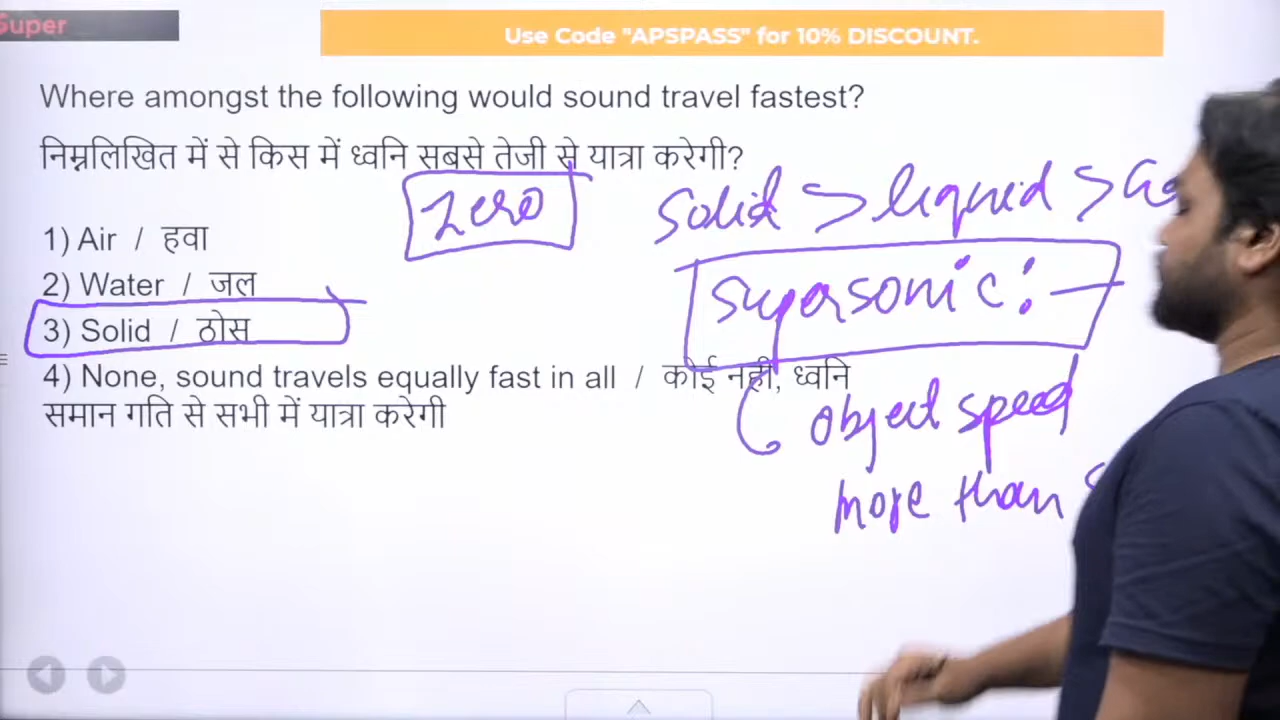 Super
Use Code "APSPASS" for 10% DISCOUNT.
Where amongst the following would sound travel fastest?
निम्नलिखित में से किस में ध्वनि सबसे तेजी से यात्रा करेगी?
zero
solid > liquid >
1) Air / हवा
2) Water / जल
supersonic :-
3) Solid / ठोस
4) None, sound travels equally fast in all / कोई नहीं, ध्वनि
समान गति से सभी में यात्रा करेगी
object speed
more than